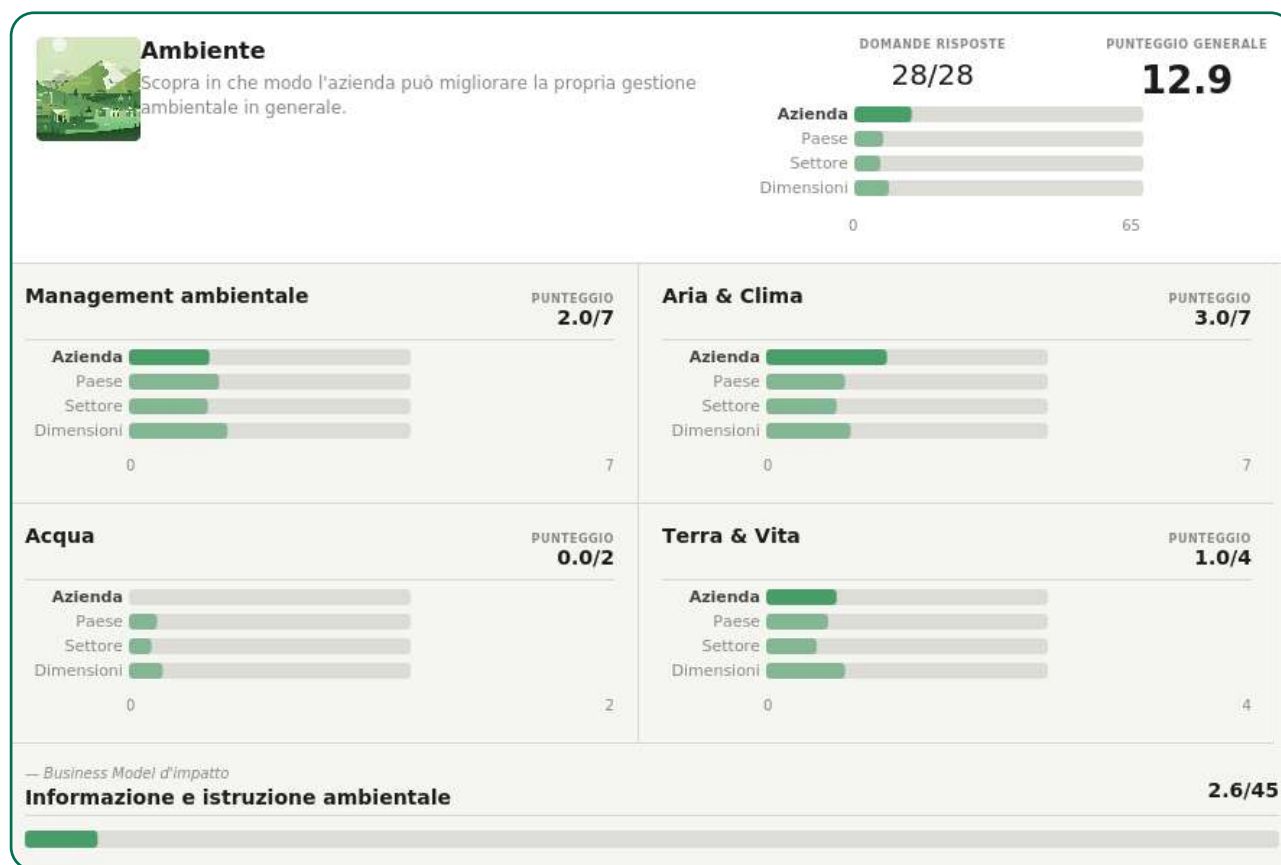 Ambiente
Scopra in che modo l'azienda può migliorare la propria gestione
ambientale in generale.
DOMANDE RISPOSTE
28/28
PUNTEGGIO GENERALE
12.9
Azienda
Paese
Settore
Dimensioni
0 65
Management ambientale
PUNTEGGIO
2.0/7
Azienda
Paese
Settore
Dimensioni
0 7
Aria & Clima
PUNTEGGIO
3.0/7
Azienda
Paese
Settore
Dimensioni
0 7
Acqua
PUNTEGGIO
0.0/2
Azienda
Paese
Settore
Dimensioni
0 2
Terra & Vita
PUNTEGGIO
1.0/4
Azienda
Paese
Settore
Dimensioni
0 4
— Business Model d'impatto
Informazione e istruzione ambientale
2.6/45